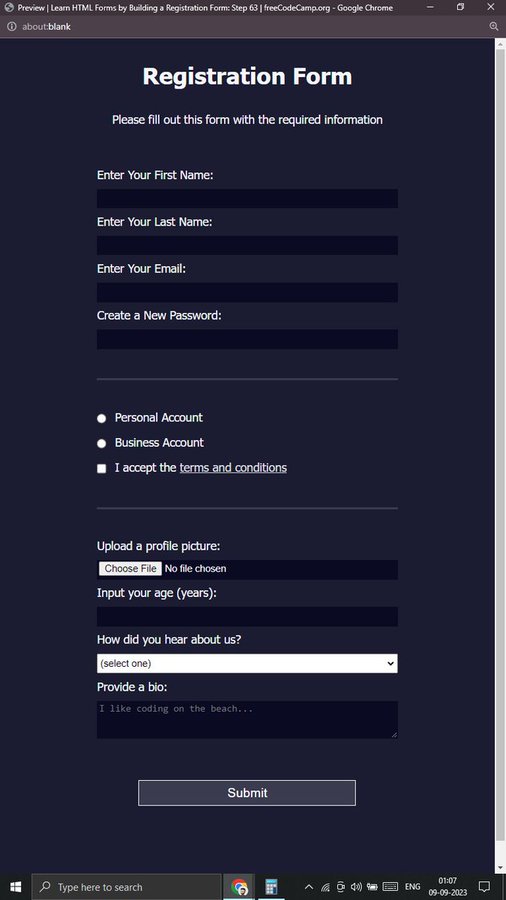 Preview | Learn HTML Forms by Building a Registration Form: Step 63 | freeCodeCamp.org - Google Chrome
about:blank
Registration Form
Please fill out this form with the required information
Enter Your First Name:
Enter Your Last Name:
Enter Your Email:
Create a New Password:
Personal Account
Business Account
I accept the terms and conditions
Upload a profile picture:
Choose File No file chosen
Input your age (years):
How did you hear about us?
(select one)
Provide a bio:
I like coding on the beach...
Submit
Type here to search
ENG
01:07
09-09-2023